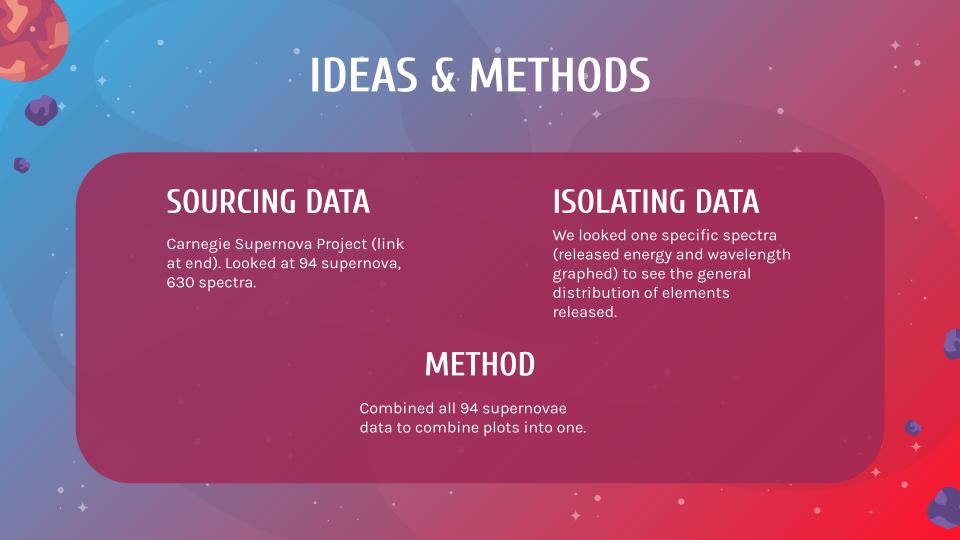 IDEAS & METHODS
SOURCING DATA
Carnegie Supernova Project (link
at end). Looked at 94 supernova,
630 spectra.
ISOLATING DATA
We looked one specific spectra
(released energy and wavelength
graphed) to see the general
distribution of elements
released.
METHOD
Combined all 94 supernovae
data to combine plots into one.